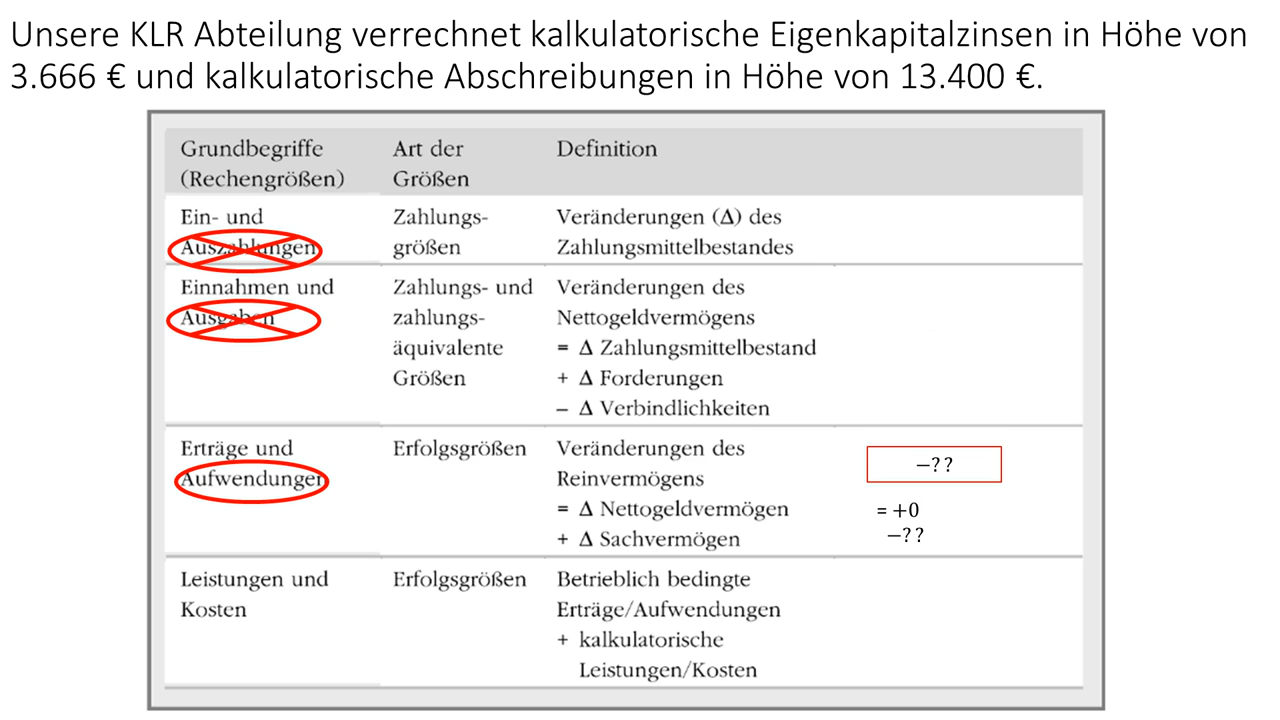 Unsere KLR Abteilung verrechnet kalkulatorische Eigenkapitalzinsen in Höhe von
3.666 € und kalkulatorische Abschreibungen in Höhe von 13.400 €.
Grundbegriffe
(Rechengrößen)
Art der
Größen
Definition
Ein- und
Auszahlungen
Zahlungs-
größen
Veränderungen (Δ) des
Zahlungsmittelbestandes
Einnahmen und
Ausgaben
Zahlungs- und
zahlungs-
äquivalente
Größen
Veränderungen des
Nettogeldvermögens
= Δ Zahlungsmittelbestand
+ Δ Forderungen
– Δ Verbindlichkeiten
Erträge und
Aufwendungen
Erfolgsgrößen
Veränderungen des
Reinvermögens
= Δ Nettogeldvermögen
+ Δ Sachvermögen
−??
= +0
−??
Leistungen und
Kosten
Erfolgsgrößen
Betrieblich bedingte
Erträge/Aufwendungen
+ kalkulatorische
Leistungen/Kosten